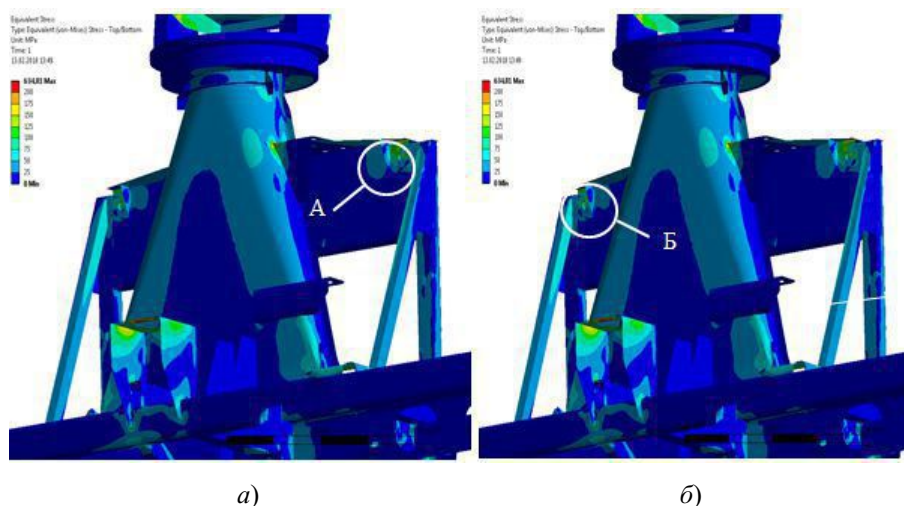 Equivalent Stress
Type: Equivalent (von-Mises) Stress - Top/Bottom
Unit: MPa
Time: 1
200
175
150
125
100
75
50
25
0 Min
А
Equivalent Stress
Type: Equivalent (von-Mises) Stress - Top/Bottom
Unit: MPa
Time: 1
200
175
150
125
100
75
50
25
0 Min
Б
а)
б)